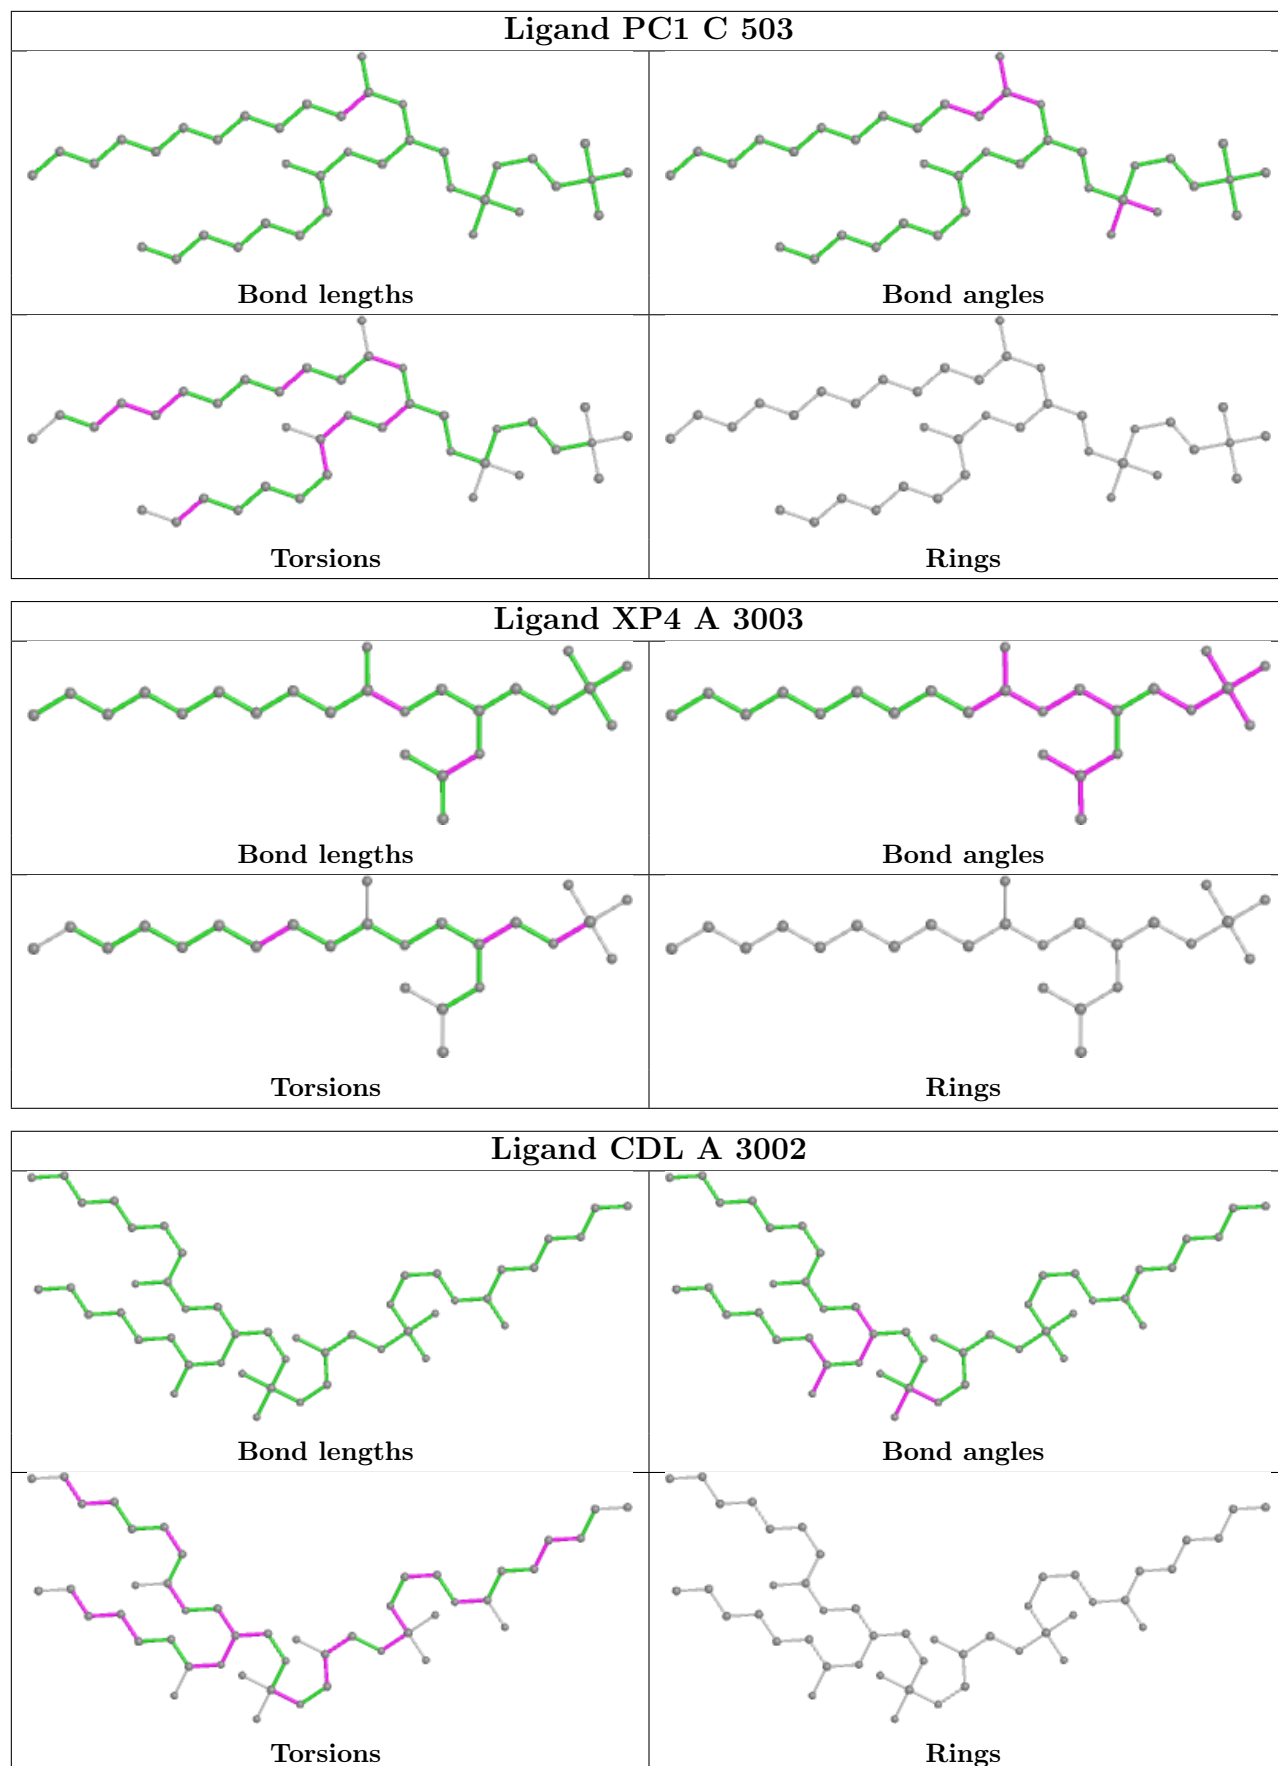 Ligand PC1 C 503
Bond lengths
Bond angles
Torsions
Rings
Ligand XP4 A 3003
Bond lengths
Bond angles
Torsions
Rings
Ligand CDL A 3002
Bond lengths
Bond angles
Torsions
Rings